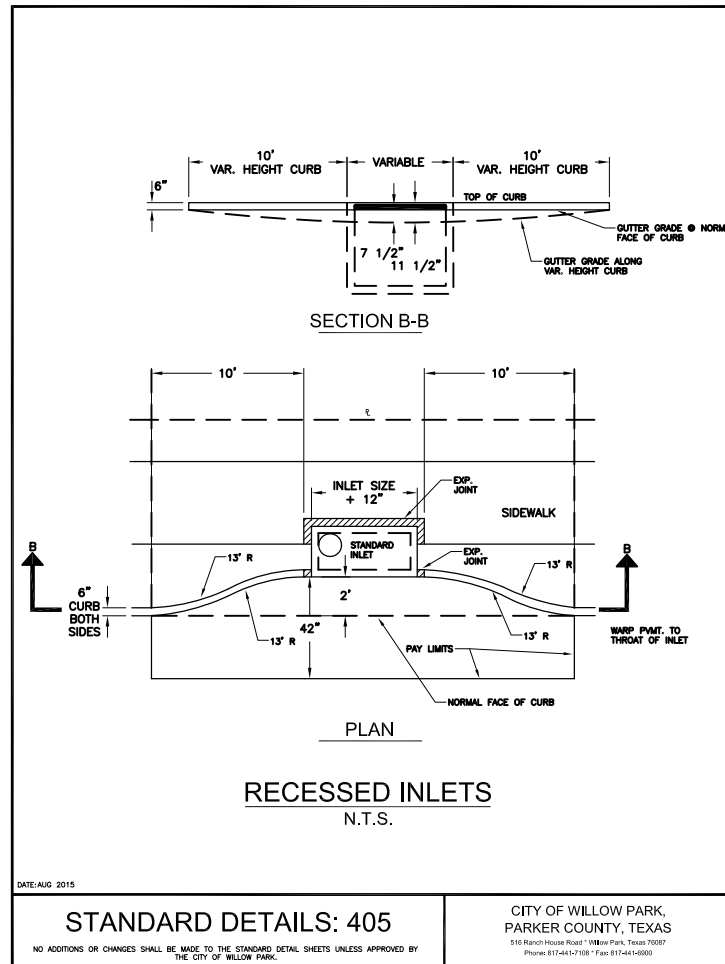 10'
VAR. HEIGHT CURB
VARIABLE
10'
VAR. HEIGHT CURB
6"
TOP OF CURB
GUTTER GRADE @ NORM
FACE OF CURB
7 1/2"
11 1/2"
GUTTER GRADE ALONG
VAR. HEIGHT CURB
SECTION B-B
10'
10'
℄
INLET SIZE
+ 12"
EXP.
JOINT
SIDEWALK
STANDARD
INLET
B
EXP.
JOINT
B
13' R
13' R
6"
CURB
BOTH
SIDES
2'
13' R
42"
13' R
WARP PVMT. TO
THROAT OF INLET
PAY LIMITS
NORMAL FACE OF CURB
PLAN
RECESSED INLETS
N.T.S.
DATE: AUG 2015
STANDARD DETAILS: 405
NO ADDITIONS OR CHANGES SHALL BE MADE TO THE STANDARD DETAIL SHEETS UNLESS APPROVED BY
THE CITY OF WILLOW PARK.
CITY OF WILLOW PARK,
PARKER COUNTY, TEXAS
516 Ranch House Road * Willow Park, Texas 76087
Phone: 817-441-7108 * Fax: 817-441-6900